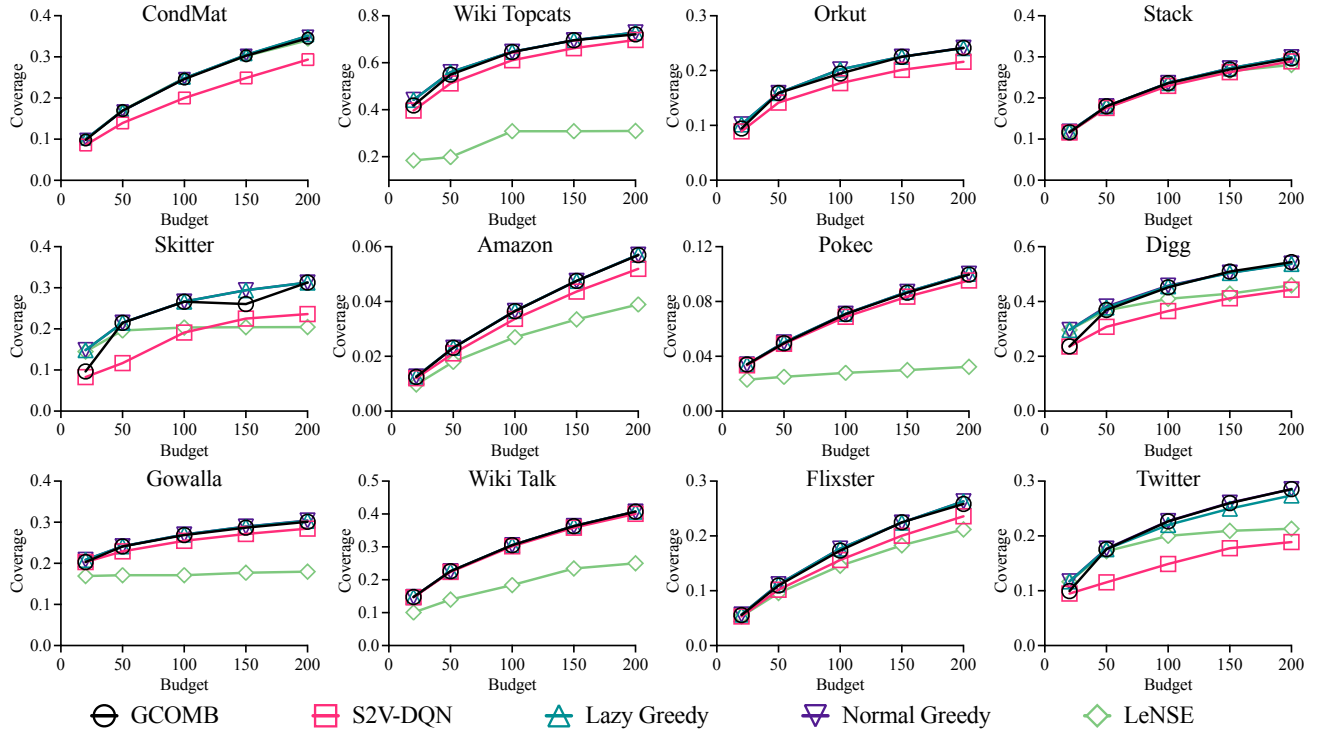 CondMat
Coverage
0.4
0.3
0.2
0.1
0.0
0 50 100 150 200
Budget
Wiki Topcats
Coverage
0.8
0.6
0.4
0.2
0 50 100 150 200
Budget
Orkut
Coverage
0.3
0.2
0.1
0.0
0 50 100 150 200
Budget
Stack
Coverage
0.4
0.3
0.2
0.1
0.0
0 50 100 150 200
Budget
Skitter
Coverage
0.4
0.3
0.2
0.1
0.0
0 50 100 150 200
Budget
Amazon
Coverage
0.06
0.04
0.02
0.00
0 50 100 150 200
Budget
Pokec
Coverage
0.12
0.08
0.04
0.00
0 50 100 150 200
Budget
Digg
Coverage
0.6
0.4
0.2
0.0
0 50 100 150 200
Budget
Gowalla
Coverage
0.4
0.3
0.2
0.1
0.0
0 50 100 150 200
Budget
Wiki Talk
Coverage
0.5
0.4
0.3
0.2
0.1
0.0
0 50 100 150 200
Budget
Flixster
Coverage
0.3
0.2
0.1
0.0
0 50 100 150 200
Budget
Twitter
Coverage
0.3
0.2
0.1
0.0
0 50 100 150 200
Budget
GCOMB S2V-DQN Lazy Greedy Normal Greedy LeNSE